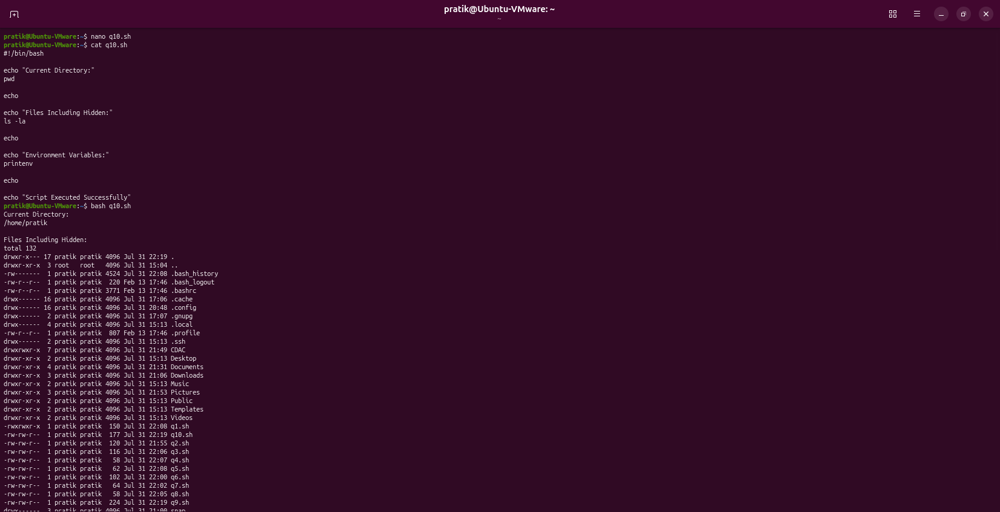 pratik@Ubuntu-VMware: ~
~
pratik@Ubuntu-VMware:~$ nano q10.sh
pratik@Ubuntu-VMware:~$ cat q10.sh
#!/bin/bash
echo "Current Directory:"
pwd
echo
echo "Files Including Hidden:"
ls -la
echo
echo "Environment Variables:"
printenv
echo
echo "Script Executed Successfully"
pratik@Ubuntu-VMware:~$ bash q10.sh
Current Directory:
/home/pratik
Files Including Hidden:
total 132
drwxr-x--- 17 pratik pratik 4096 Jul 31 22:19 .
drwxr-xr-x  3 root   root   4096 Jul 31 15:04 ..
-rw-------  1 pratik pratik 4524 Jul 31 22:08 .bash_history
-rw-r--r--  1 pratik pratik  220 Feb 13 17:46 .bash_logout
-rw-r--r--  1 pratik pratik 3771 Feb 13 17:46 .bashrc
drwx------ 16 pratik pratik 4096 Jul 31 17:06 .cache
drwx------ 16 pratik pratik 4096 Jul 31 20:48 .config
drwx------  2 pratik pratik 4096 Jul 31 17:07 .gnupg
drwx------  4 pratik pratik 4096 Jul 31 15:13 .local
-rw-r--r--  1 pratik pratik  807 Feb 13 17:46 .profile
drwx------  2 pratik pratik 4096 Jul 31 15:13 .ssh
drwxrwxr-x  7 pratik pratik 4096 Jul 31 21:49 CDAC
drwxr-xr-x  2 pratik pratik 4096 Jul 31 15:13 Desktop
drwxr-xr-x  4 pratik pratik 4096 Jul 31 21:31 Documents
drwxr-xr-x  3 pratik pratik 4096 Jul 31 21:06 Downloads
drwxr-xr-x  2 pratik pratik 4096 Jul 31 15:13 Music
drwxr-xr-x  3 pratik pratik 4096 Jul 31 21:53 Pictures
drwxr-xr-x  2 pratik pratik 4096 Jul 31 15:13 Public
drwxr-xr-x  2 pratik pratik 4096 Jul 31 15:13 Templates
drwxr-xr-x  2 pratik pratik 4096 Jul 31 15:13 Videos
-rwxrwxr-x  1 pratik pratik  150 Jul 31 22:08 q1.sh
-rw-rw-r--  1 pratik pratik  177 Jul 31 22:19 q10.sh
-rw-rw-r--  1 pratik pratik  120 Jul 31 21:55 q2.sh
-rw-rw-r--  1 pratik pratik  116 Jul 31 22:06 q3.sh
-rw-rw-r--  1 pratik pratik   58 Jul 31 22:07 q4.sh
-rw-rw-r--  1 pratik pratik   62 Jul 31 22:08 q5.sh
-rw-rw-r--  1 pratik pratik  102 Jul 31 22:00 q6.sh
-rw-rw-r--  1 pratik pratik   64 Jul 31 22:02 q7.sh
-rw-rw-r--  1 pratik pratik   58 Jul 31 22:05 q8.sh
-rw-rw-r--  1 pratik pratik  224 Jul 31 22:19 q9.sh
drwx------  3 pratik pratik 4096 Jul 31 21:00 snap